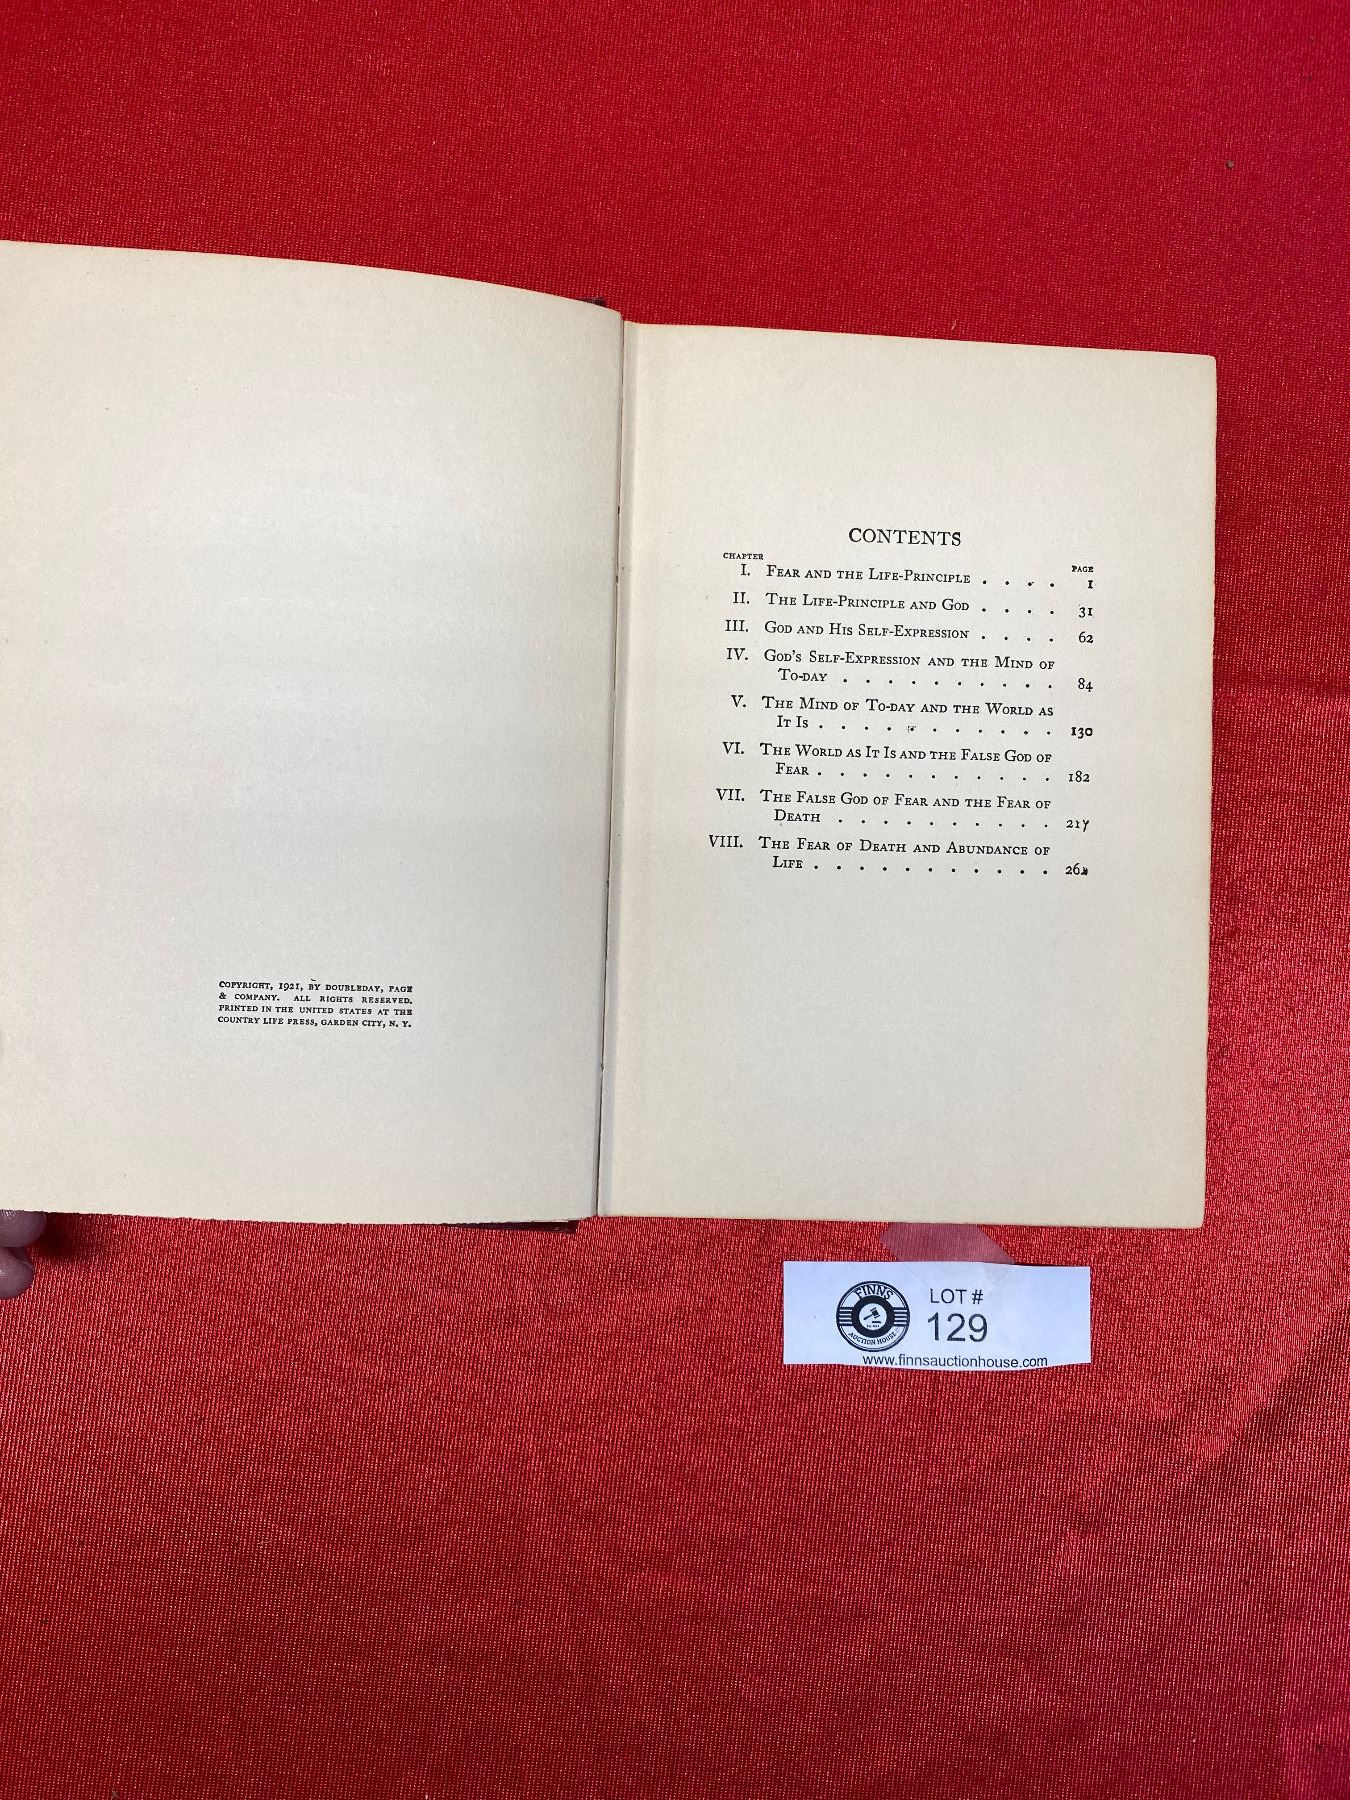 COPYRIGHT, 1921, BY DOUBLEDAY, PAGE
& COMPANY. ALL RIGHTS RESERVED.
PRINTED IN THE UNITED STATES AT THE
COUNTRY LIFE PRESS, GARDEN CITY, N. Y.
CONTENTS
CHAPTER PAGE
I. FEAR AND THE LIFE-PRINCIPLE . . . . 1
II. THE LIFE-PRINCIPLE AND GOD . . . . 31
III. GOD AND HIS SELF-EXPRESSION . . . . 62
IV. GOD'S SELF-EXPRESSION AND THE MIND OF
TO-DAY . . . . . . . . . . 84
V. THE MIND OF TO-DAY AND THE WORLD AS
IT IS . . . . . . . . . . . 130
VI. THE WORLD AS IT IS AND THE FALSE GOD OF
FEAR . . . . . . . . . . . 182
VII. THE FALSE GOD OF FEAR AND THE FEAR OF
DEATH . . . . . . . . . . 217
VIII. THE FEAR OF DEATH AND ABUNDANCE OF
LIFE . . . . . . . . . . .
FINNS
AUCTION HOUSE
LOT #
129
www.finnsauctionhouse.com